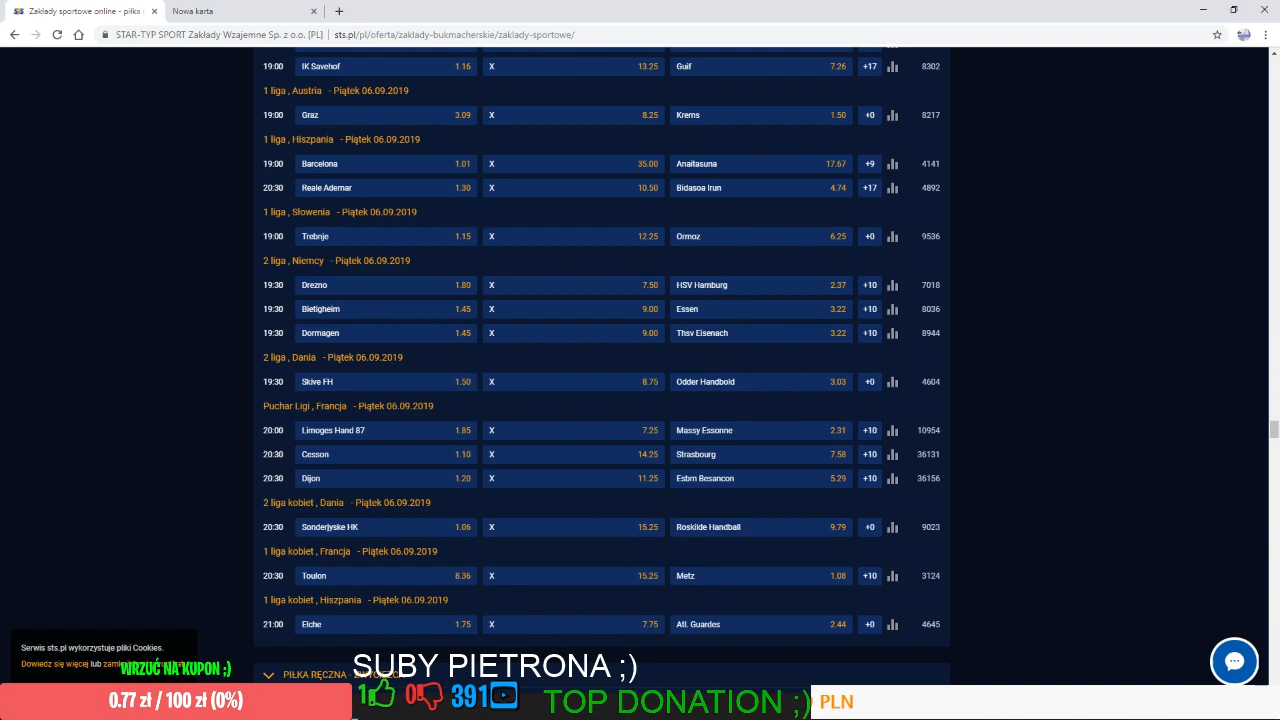 Zakłady sportowe online - piłka
Nowa karta
STAR-TYP SPORT Zakłady Wzajemne Sp. z o.o. [PL] | sts.pl/pl/oferta/zaklady-bukmacherskie/zaklady-sportowe/
19:00 IK Savehof 1.16 X 13.25 Guif 7.26 +17 8302
1 liga , Austria - Piątek 06.09.2019
19:00 Graz 3.09 X 8.25 Krems 1.50 +0 8217
1 liga , Hiszpania - Piątek 06.09.2019
19:00 Barcelona 1.01 X 35.00 Anaitasuna 17.67 +9 4141
20:30 Reale Ademar 1.30 X 10.50 Bidasoa Irun 4.74 +17 4892
1 liga , Słowenia - Piątek 06.09.2019
19:00 Trebnje 1.15 X 12.25 Ormoz 6.25 +0 9536
2 liga , Niemcy - Piątek 06.09.2019
19:30 Drezno 1.80 X 7.50 HSV Hamburg 2.37 +10 7018
19:30 Bietigheim 1.45 X 9.00 Essen 3.22 +10 8036
19:30 Dormagen 1.45 X 9.00 Thsv Eisenach 3.22 +10 8944
2 liga , Dania - Piątek 06.09.2019
19:30 Skive FH 1.50 X 8.75 Odder Handbold 3.03 +0 4604
Puchar Ligi , Francja - Piątek 06.09.2019
20:00 Limoges Hand 87 1.85 X 7.25 Massy Essonne 2.31 +10 10954
20:30 Cesson 1.10 X 14.25 Strasbourg 7.58 +10 36131
20:30 Dijon 1.20 X 11.25 Esbm Besancon 5.29 +10 36156
2 liga kobiet , Dania - Piątek 06.09.2019
20:30 Sonderjyske HK 1.06 X 15.25 Roskilde Handball 9.79 +0 9023
1 liga kobiet , Francja - Piątek 06.09.2019
20:30 Toulon 8.36 X 15.25 Metz 1.08 +10 3124
1 liga kobiet , Hiszpania - Piątek 06.09.2019
21:00 Elche 1.75 X 7.75 Atl. Guardes 2.44 +0 4645
Serwis sts.pl wykorzystuje pliki Cookies.
Dowiedz się więcej lub
WRZUĆ NA KUPON ;)
PIŁKA RĘCZNA -
SUBY PIETRONA ;)
0.77 zł / 100 zł (0%)
1 0 391
TOP DONATION ;)
PLN